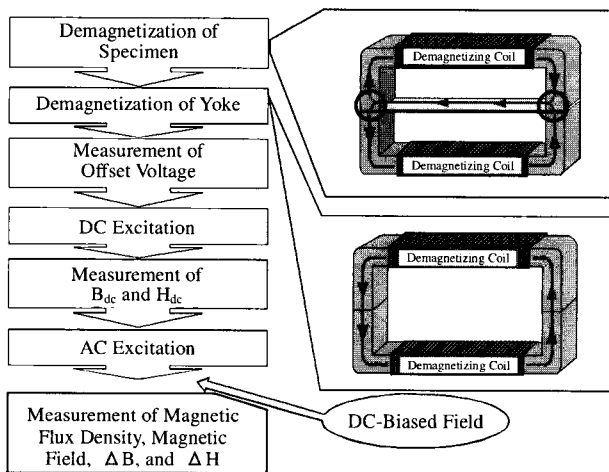 Demagnetization of
Specimen
Demagnetization of Yoke
Measurement of
Offset Voltage
DC Excitation
Measurement of
Bdc and Hdc
AC Excitation
Measurement of Magnetic
Flux Density, Magnetic
Field, ΔB, and ΔH
Demagnetizing Coil
Demagnetizing Coil
Demagnetizing Coil
Demagnetizing Coil
DC-Biased Field